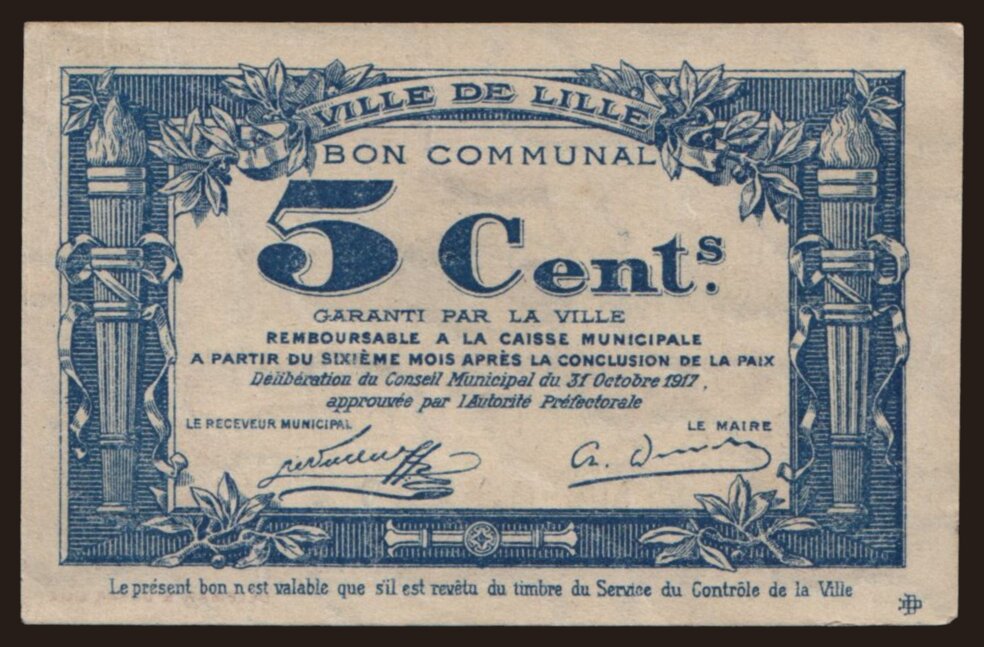 VILLE DE LILLE
BON COMMUNAL
5 Cents.
GARANTI PAR LA VILLE
REMBOURSABLE A LA CAISSE MUNICIPALE
A PARTIR DU SIXIÈME MOIS APRÈS LA CONCLUSION DE LA PAIX
Délibération du Conseil Municipal du 31 Octobre 1917,
approuvée par l'Autorité Préfectorale
LE RECEVEUR MUNICIPAL LE MAIRE
Le présent bon n'est valable que s'il est revêtu du timbre du Service du Contrôle de la Ville